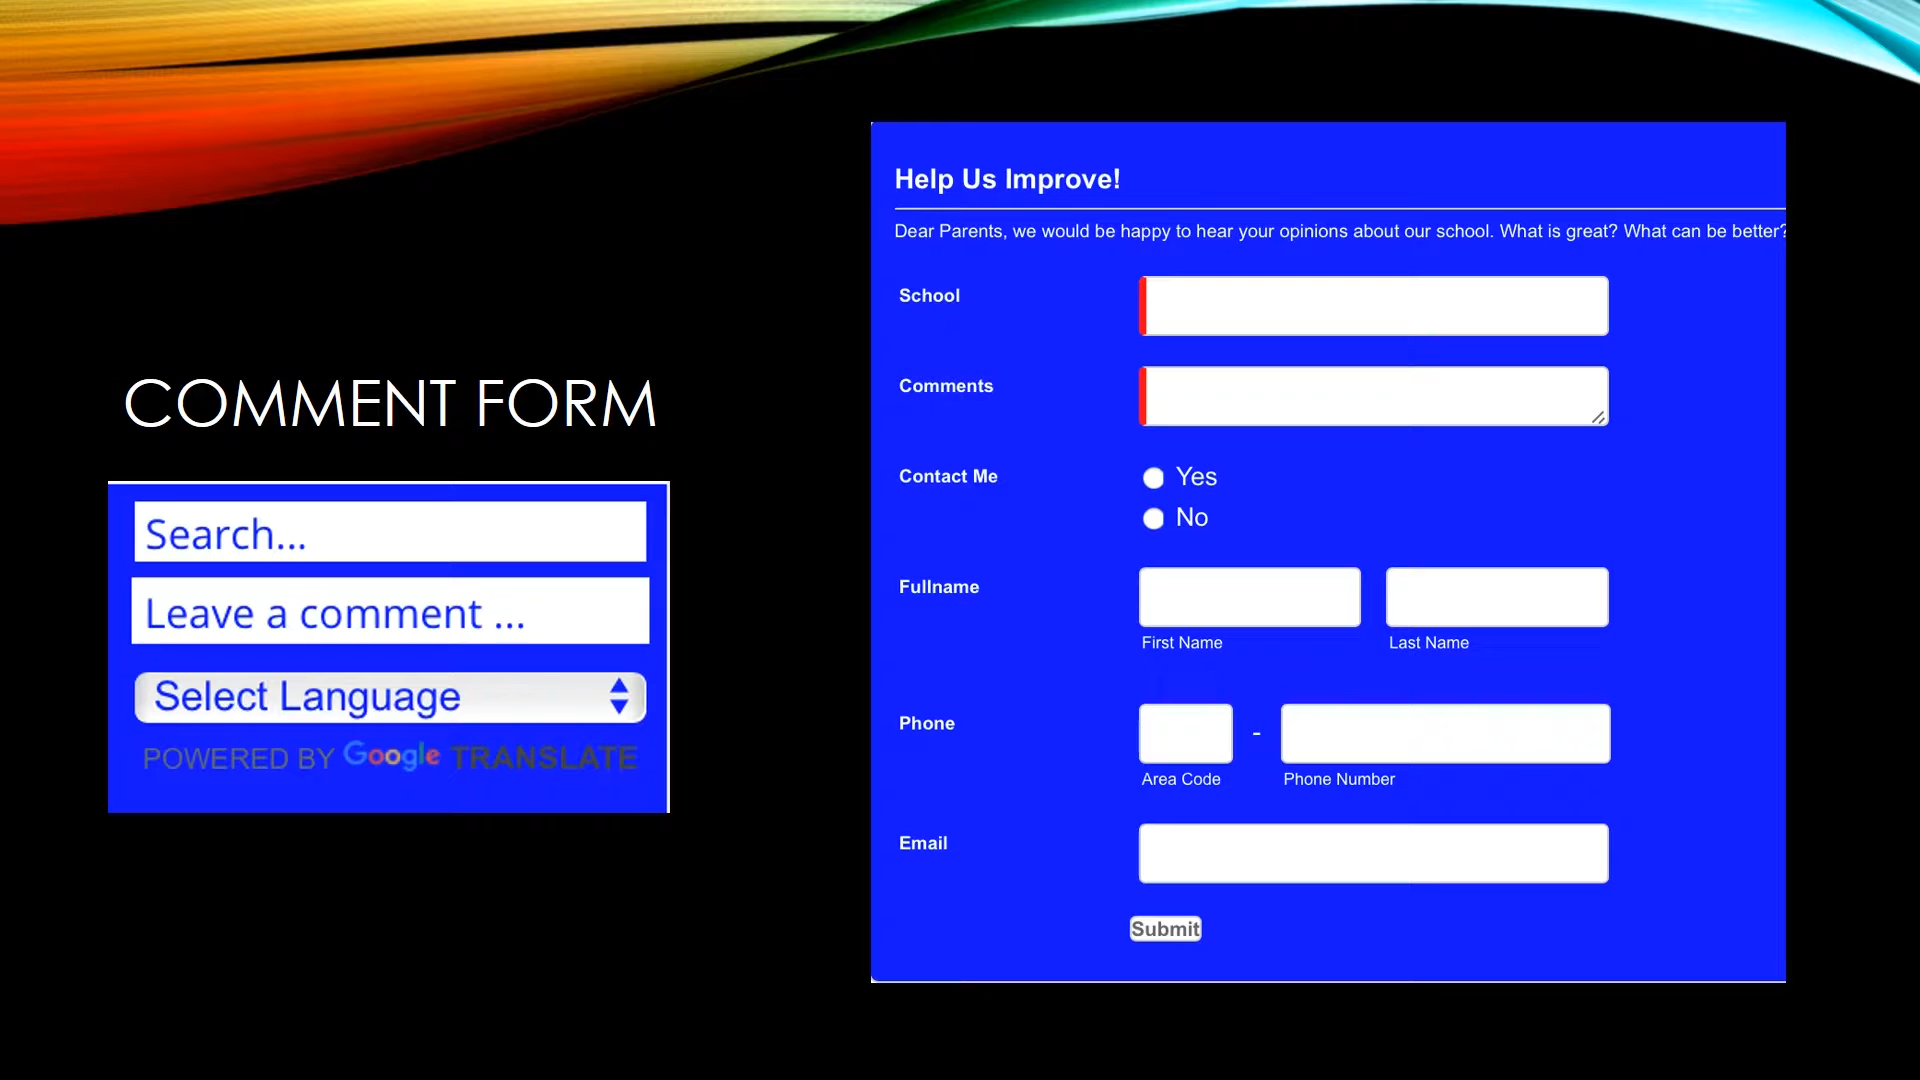 COMMENT FORM
Search...
Leave a comment ...
Select Language
POWERED BY Google TRANSLATE
Help Us Improve!
Dear Parents, we would be happy to hear your opinions about our school. What is great? What can be better?
School
Comments
Contact Me
Yes
No
Fullname
First Name
Last Name
Phone
-
Area Code
Phone Number
Email
Submit